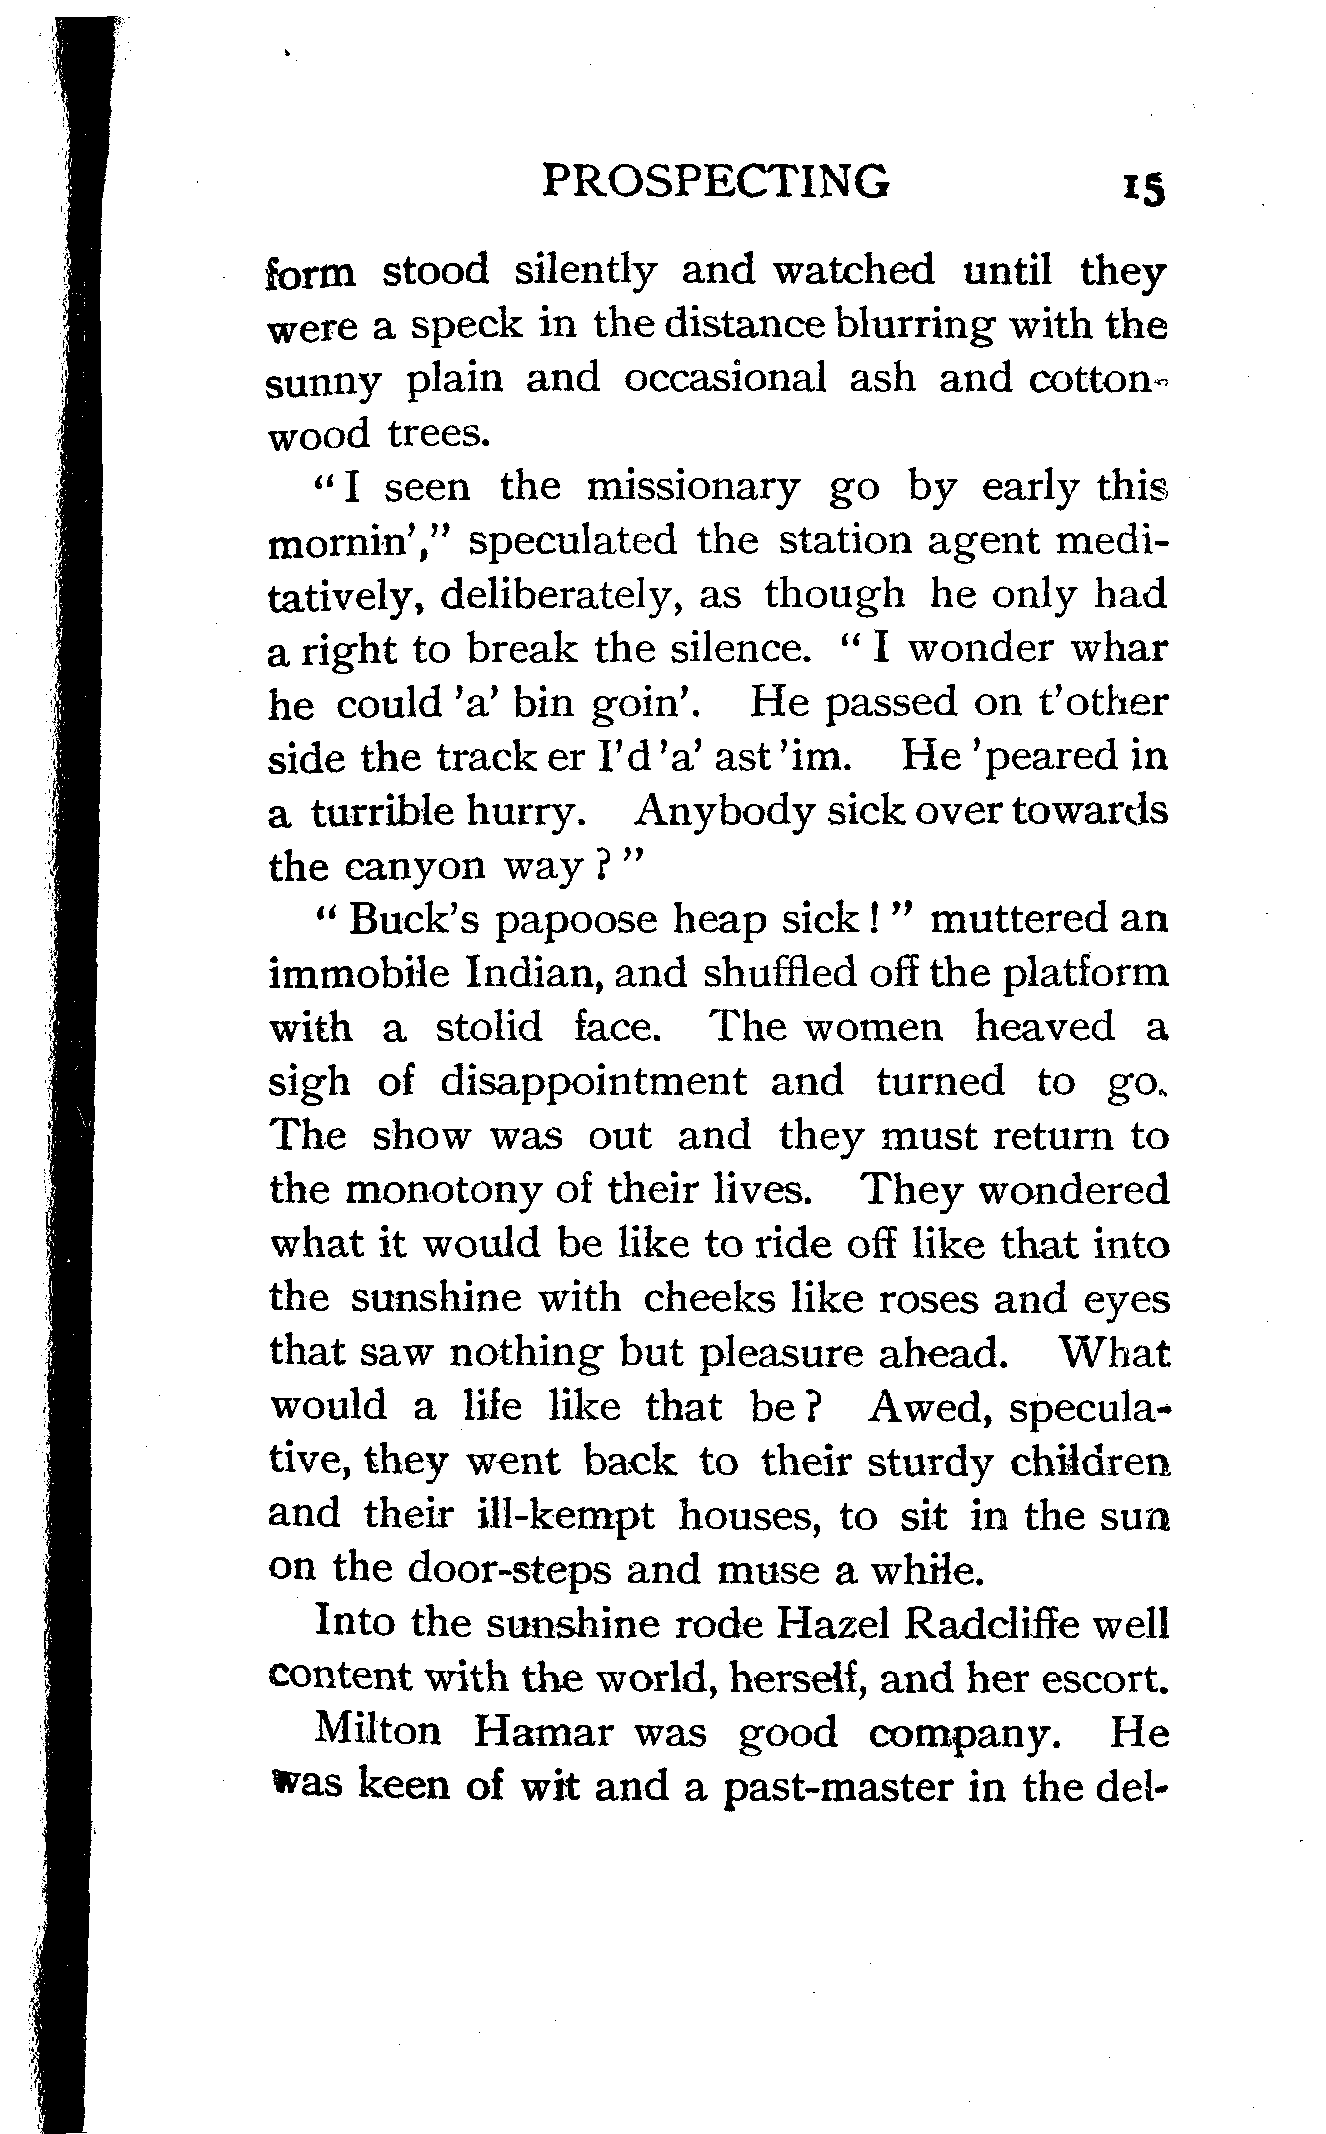 PROSPECTING 15
form stood silently and watched until they
were a speck in the distance blurring with the
sunny plain and occasional ash and cotton-
wood trees.
“ I seen the missionary go by early this
mornin’,” speculated the station agent medi-
tatively, deliberately, as though he only had
a right to break the silence. “ I wonder whar
he could ’a’ bin goin’. He passed on t’other
side the track er I’d ’a’ ast ’im. He ’peared in
a turrible hurry. Anybody sick over towards
the canyon way ? ”
“ Buck’s papoose heap sick ! ” muttered an
immobile Indian, and shuffled off the platform
with a stolid face. The women heaved a
sigh of disappointment and turned to go.
The show was out and they must return to
the monotony of their lives. They wondered
what it would be like to ride off like that into
the sunshine with cheeks like roses and eyes
that saw nothing but pleasure ahead. What
would a life like that be ? Awed, specula-
tive, they went back to their sturdy children
and their ill-kempt houses, to sit in the sun
on the door-steps and muse a while.
Into the sunshine rode Hazel Radcliffe well
content with the world, herself, and her escort.
Milton Hamar was good company. He
was keen of wit and a past-master in the del-